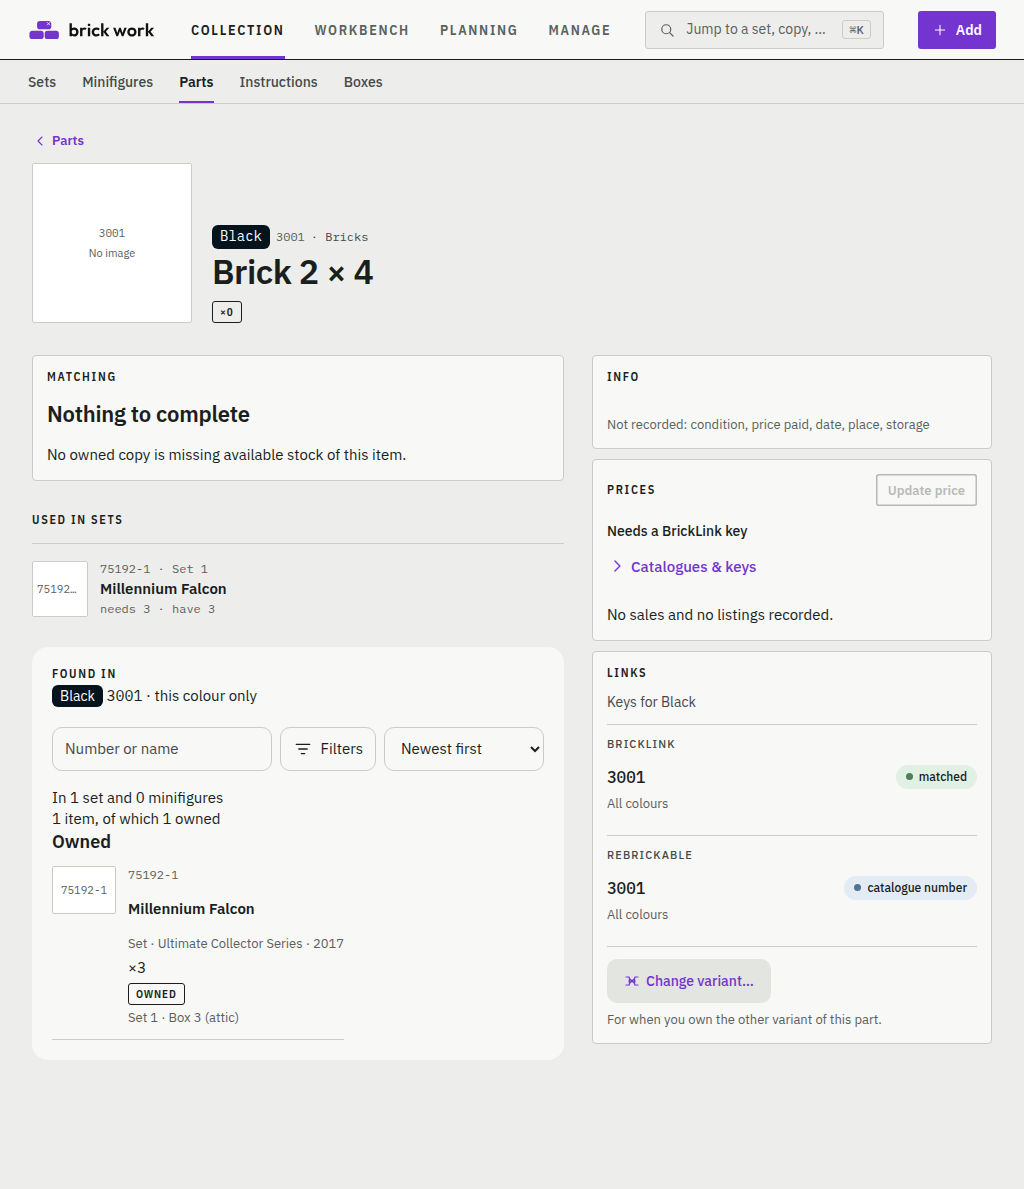 brick work
COLLECTION
WORKBENCH
PLANNING
MANAGE
Jump to a set, copy, ...
⌘K
Add
Sets
Minifigures
Parts
Instructions
Boxes
Parts
3001
No image
Black 3001 · Bricks
Brick 2 × 4
×0
MATCHING
Nothing to complete
No owned copy is missing available stock of this item.
USED IN SETS
75192…
75192-1 · Set 1
Millennium Falcon
needs 3 · have 3
FOUND IN
Black 3001 · this colour only
Number or name
Filters
Newest first
In 1 set and 0 minifigures
1 item, of which 1 owned
Owned
75192-1
75192-1
Millennium Falcon
Set · Ultimate Collector Series · 2017
×3
OWNED
Set 1 · Box 3 (attic)
INFO
Not recorded: condition, price paid, date, place, storage
PRICES
Update price
Needs a BrickLink key
Catalogues & keys
No sales and no listings recorded.
LINKS
Keys for Black
BRICKLINK
3001
matched
All colours
REBRICKABLE
3001
catalogue number
All colours
Change variant...
For when you own the other variant of this part.